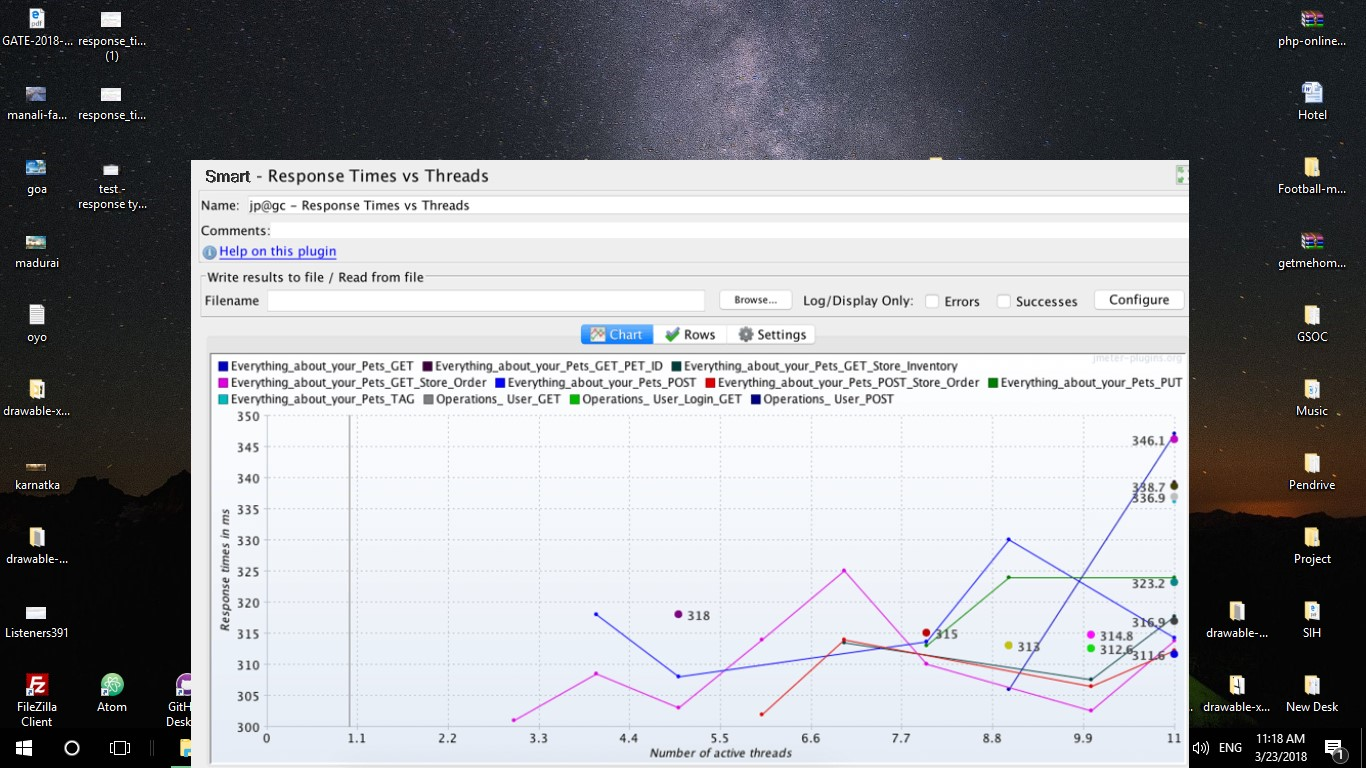 GATE-2018-...
response_ti...
(1)
manali-fa...
response_ti...
goa
test -
response ty...
madurai
oyo
drawable-x...
karnatka
drawable-...
Listeners391
FileZilla
Client
Atom
GitH
Desk
Smart - Response Times vs Threads
Name: jp@gc - Response Times vs Threads
Comments:
Help on this plugin
Write results to file / Read from file
Filename Browse... Log/Display Only: Errors Successes Configure
Chart Rows Settings
jmeter-plugins.org
Everything_about_your_Pets_GET Everything_about_your_Pets_GET_PET_ID Everything_about_your_Pets_GET_Store_Inventory
Everything_about_your_Pets_GET_Store_Order Everything_about_your_Pets_POST Everything_about_your_Pets_POST_Store_Order Everything_about_your_Pets_PUT
Everything_about_your_Pets_TAG Operations_ User_GET Operations_ User_Login_GET Operations_ User_POST
350
345
340
335
330
325
320
315
310
305
300
Response times in ms
346.1
338.7
336.9
323.2
318
316.9
315
314.8
313
312.6
311.6
0 1.1 2.2 3.3 4.4 5.5 6.6 7.7 8.8 9.9 11
Number of active threads
php-online...
Hotel
Football-m...
getmehom...
GSOC
Music
Pendrive
Project
drawable-...
SIH
drawable-x...
New Desk
ENG
11:18 AM
3/23/2018
1